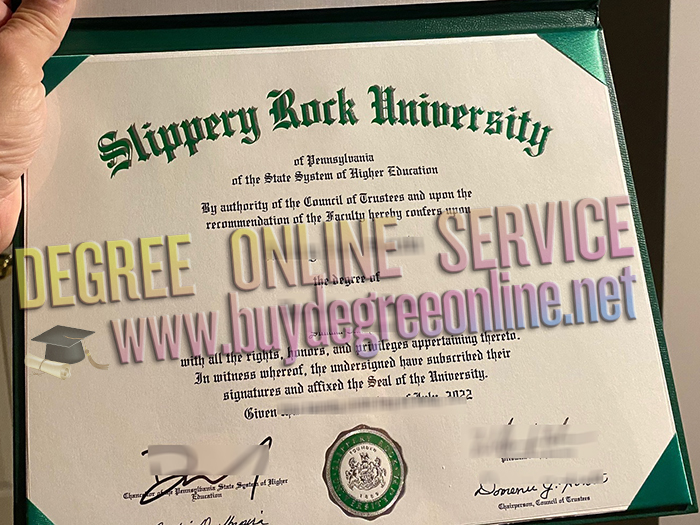 Slippery Rock University
of Pennsylvania
of the State System of Higher Education
By authority of the Council of Trustees and upon the
recommendation of the Faculty hereby confers upon
DEGREE ONLINE SERVICE
the degree of
www.buydegreeonline.net
with all the rights, honors, and privileges appertaining thereto.
In witness whereof, the undersigned have subscribed their
signatures and affixed the Seal of the University.
Given of July, 2022
SLIPPERY ROCK
FOUNDED
1889
Chancellor of the Pennsylvania State System of Higher
Education
Chairperson, Council of Trustees